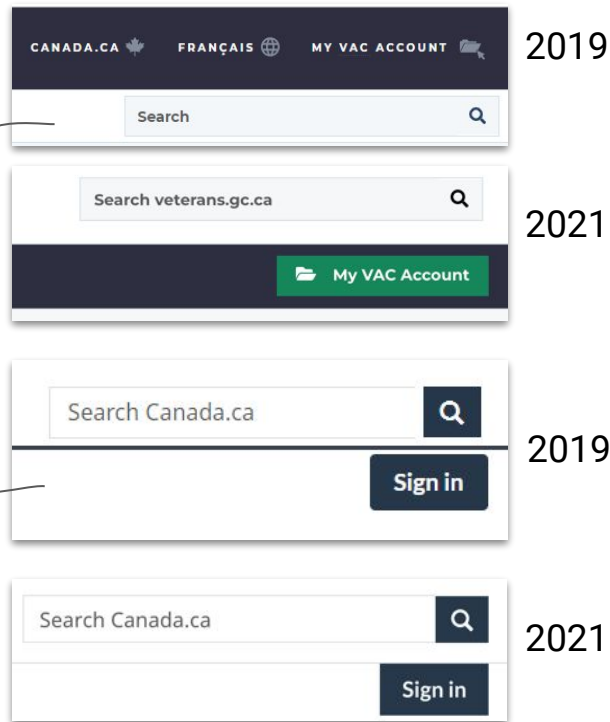 CANADA.CA FRANÇAIS MY VAC ACCOUNT 2019
Search
Search veterans.gc.ca
2021
My VAC Account
Search Canada.ca
2019
Sign in
Search Canada.ca
2021
Sign in